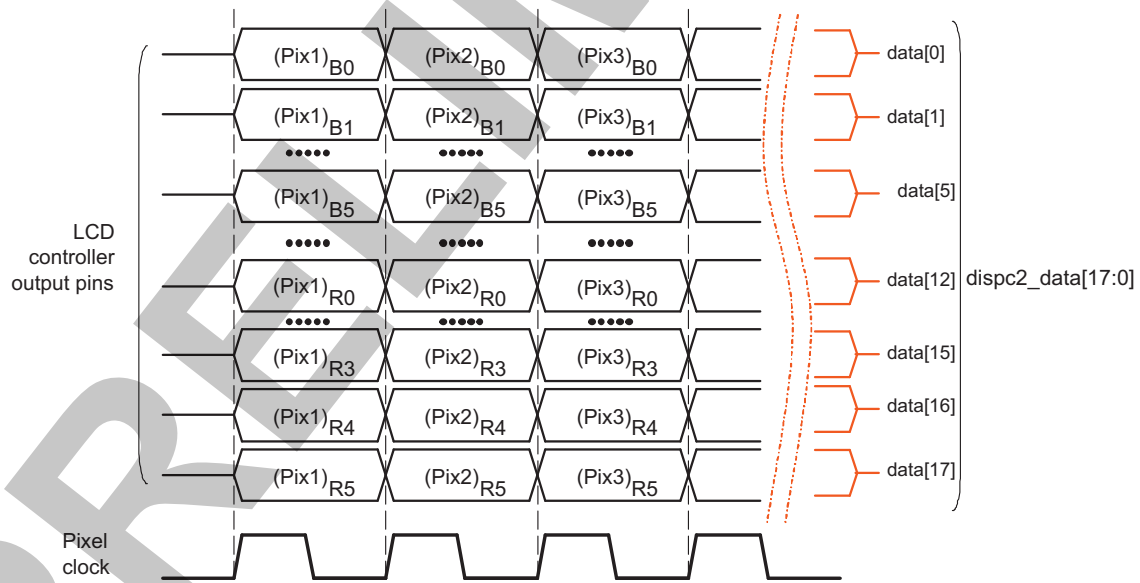 (Pix1)B0 (Pix2)B0 (Pix3)B0 data[0]
(Pix1)B1 (Pix2)B1 (Pix3)B1 data[1]
••••• ••••• •••••
(Pix1)B5 (Pix2)B5 (Pix3)B5 data[5]
••••• ••••• •••••
LCD
controller
output pins
(Pix1)R0 (Pix2)R0 (Pix3)R0 data[12] dispc2_data[17:0]
••••• ••••• •••••
(Pix1)R3 (Pix2)R3 (Pix3)R3 data[15]
(Pix1)R4 (Pix2)R4 (Pix3)R4 data[16]
(Pix1)R5 (Pix2)R5 (Pix3)R5 data[17]
Pixel
clock
PRELIM